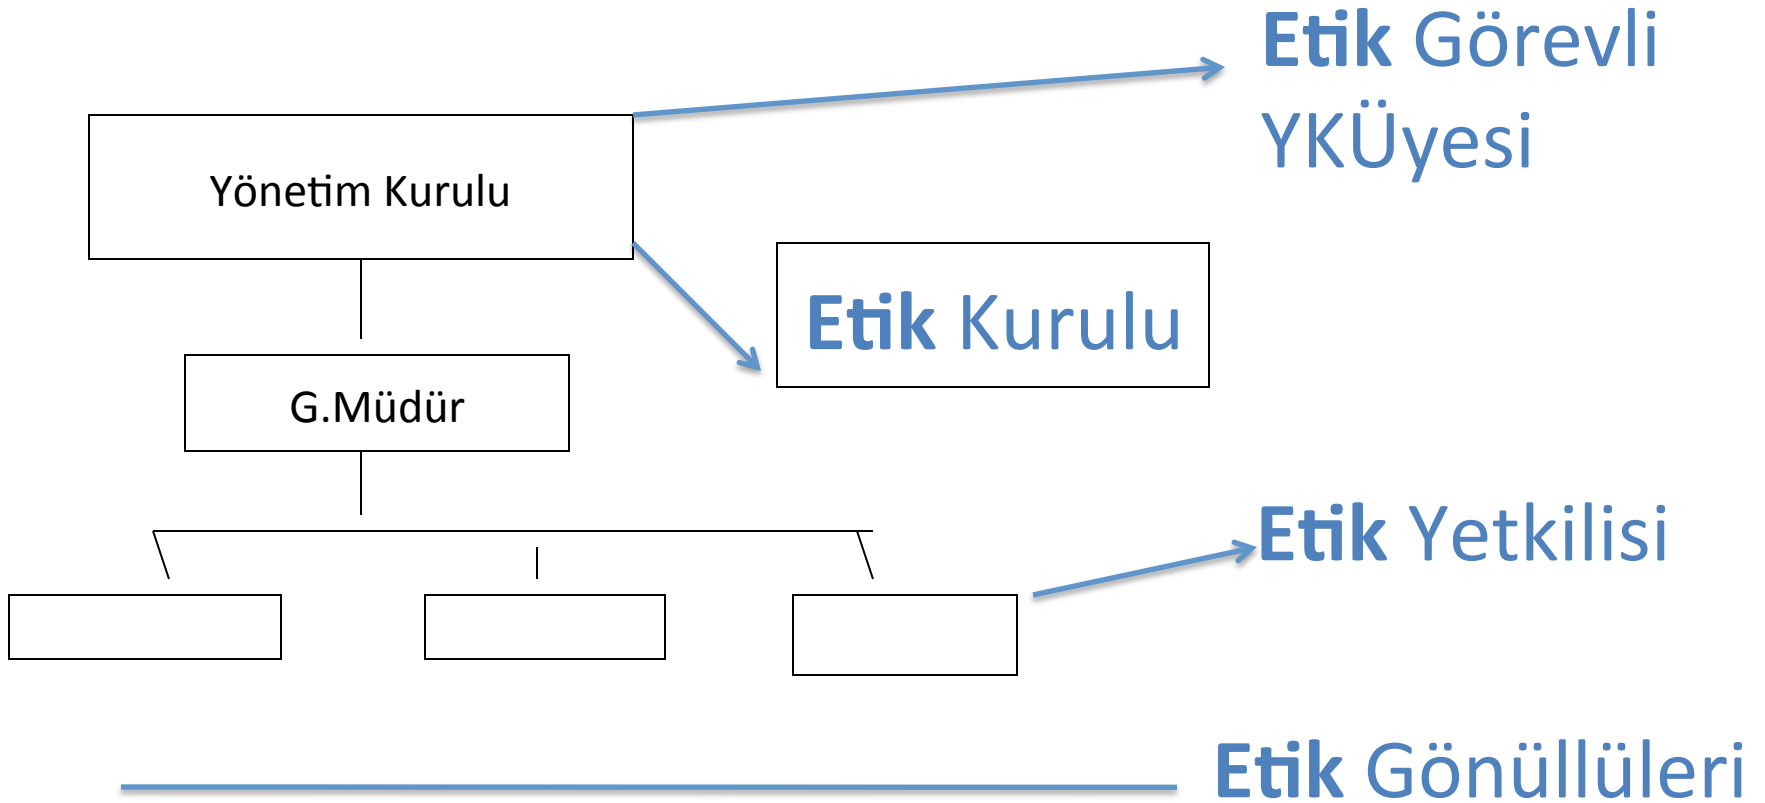 Etik Görevli
YKÜyesi
Yönetim Kurulu
Etik Kurulu
G.Müdür
Etik Yetkilisi
Etik Gönüllüleri